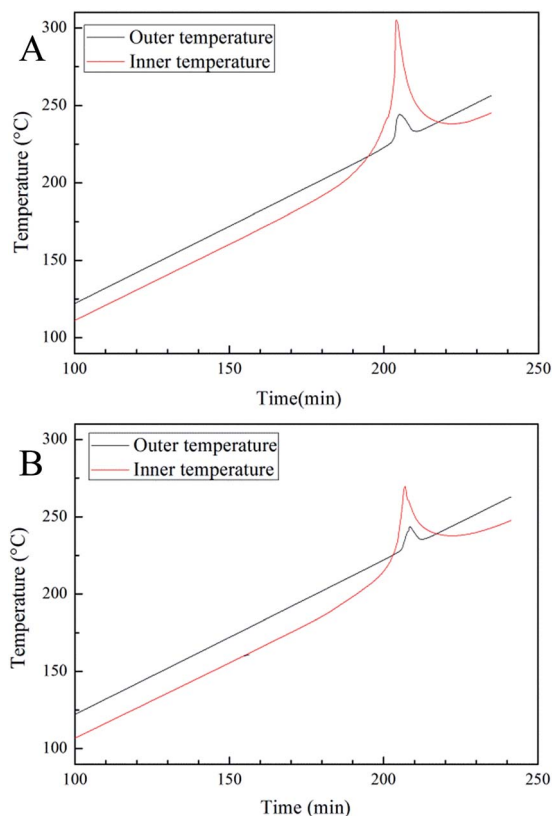 A
Outer temperature
Inner temperature
Temperature (°C)
300
250
200
150
100
100
150
200
250
Time(min)
B
Outer temperature
Inner temperature
Temperature (°C)
300
250
200
150
100
100
150
200
250
Time (min)